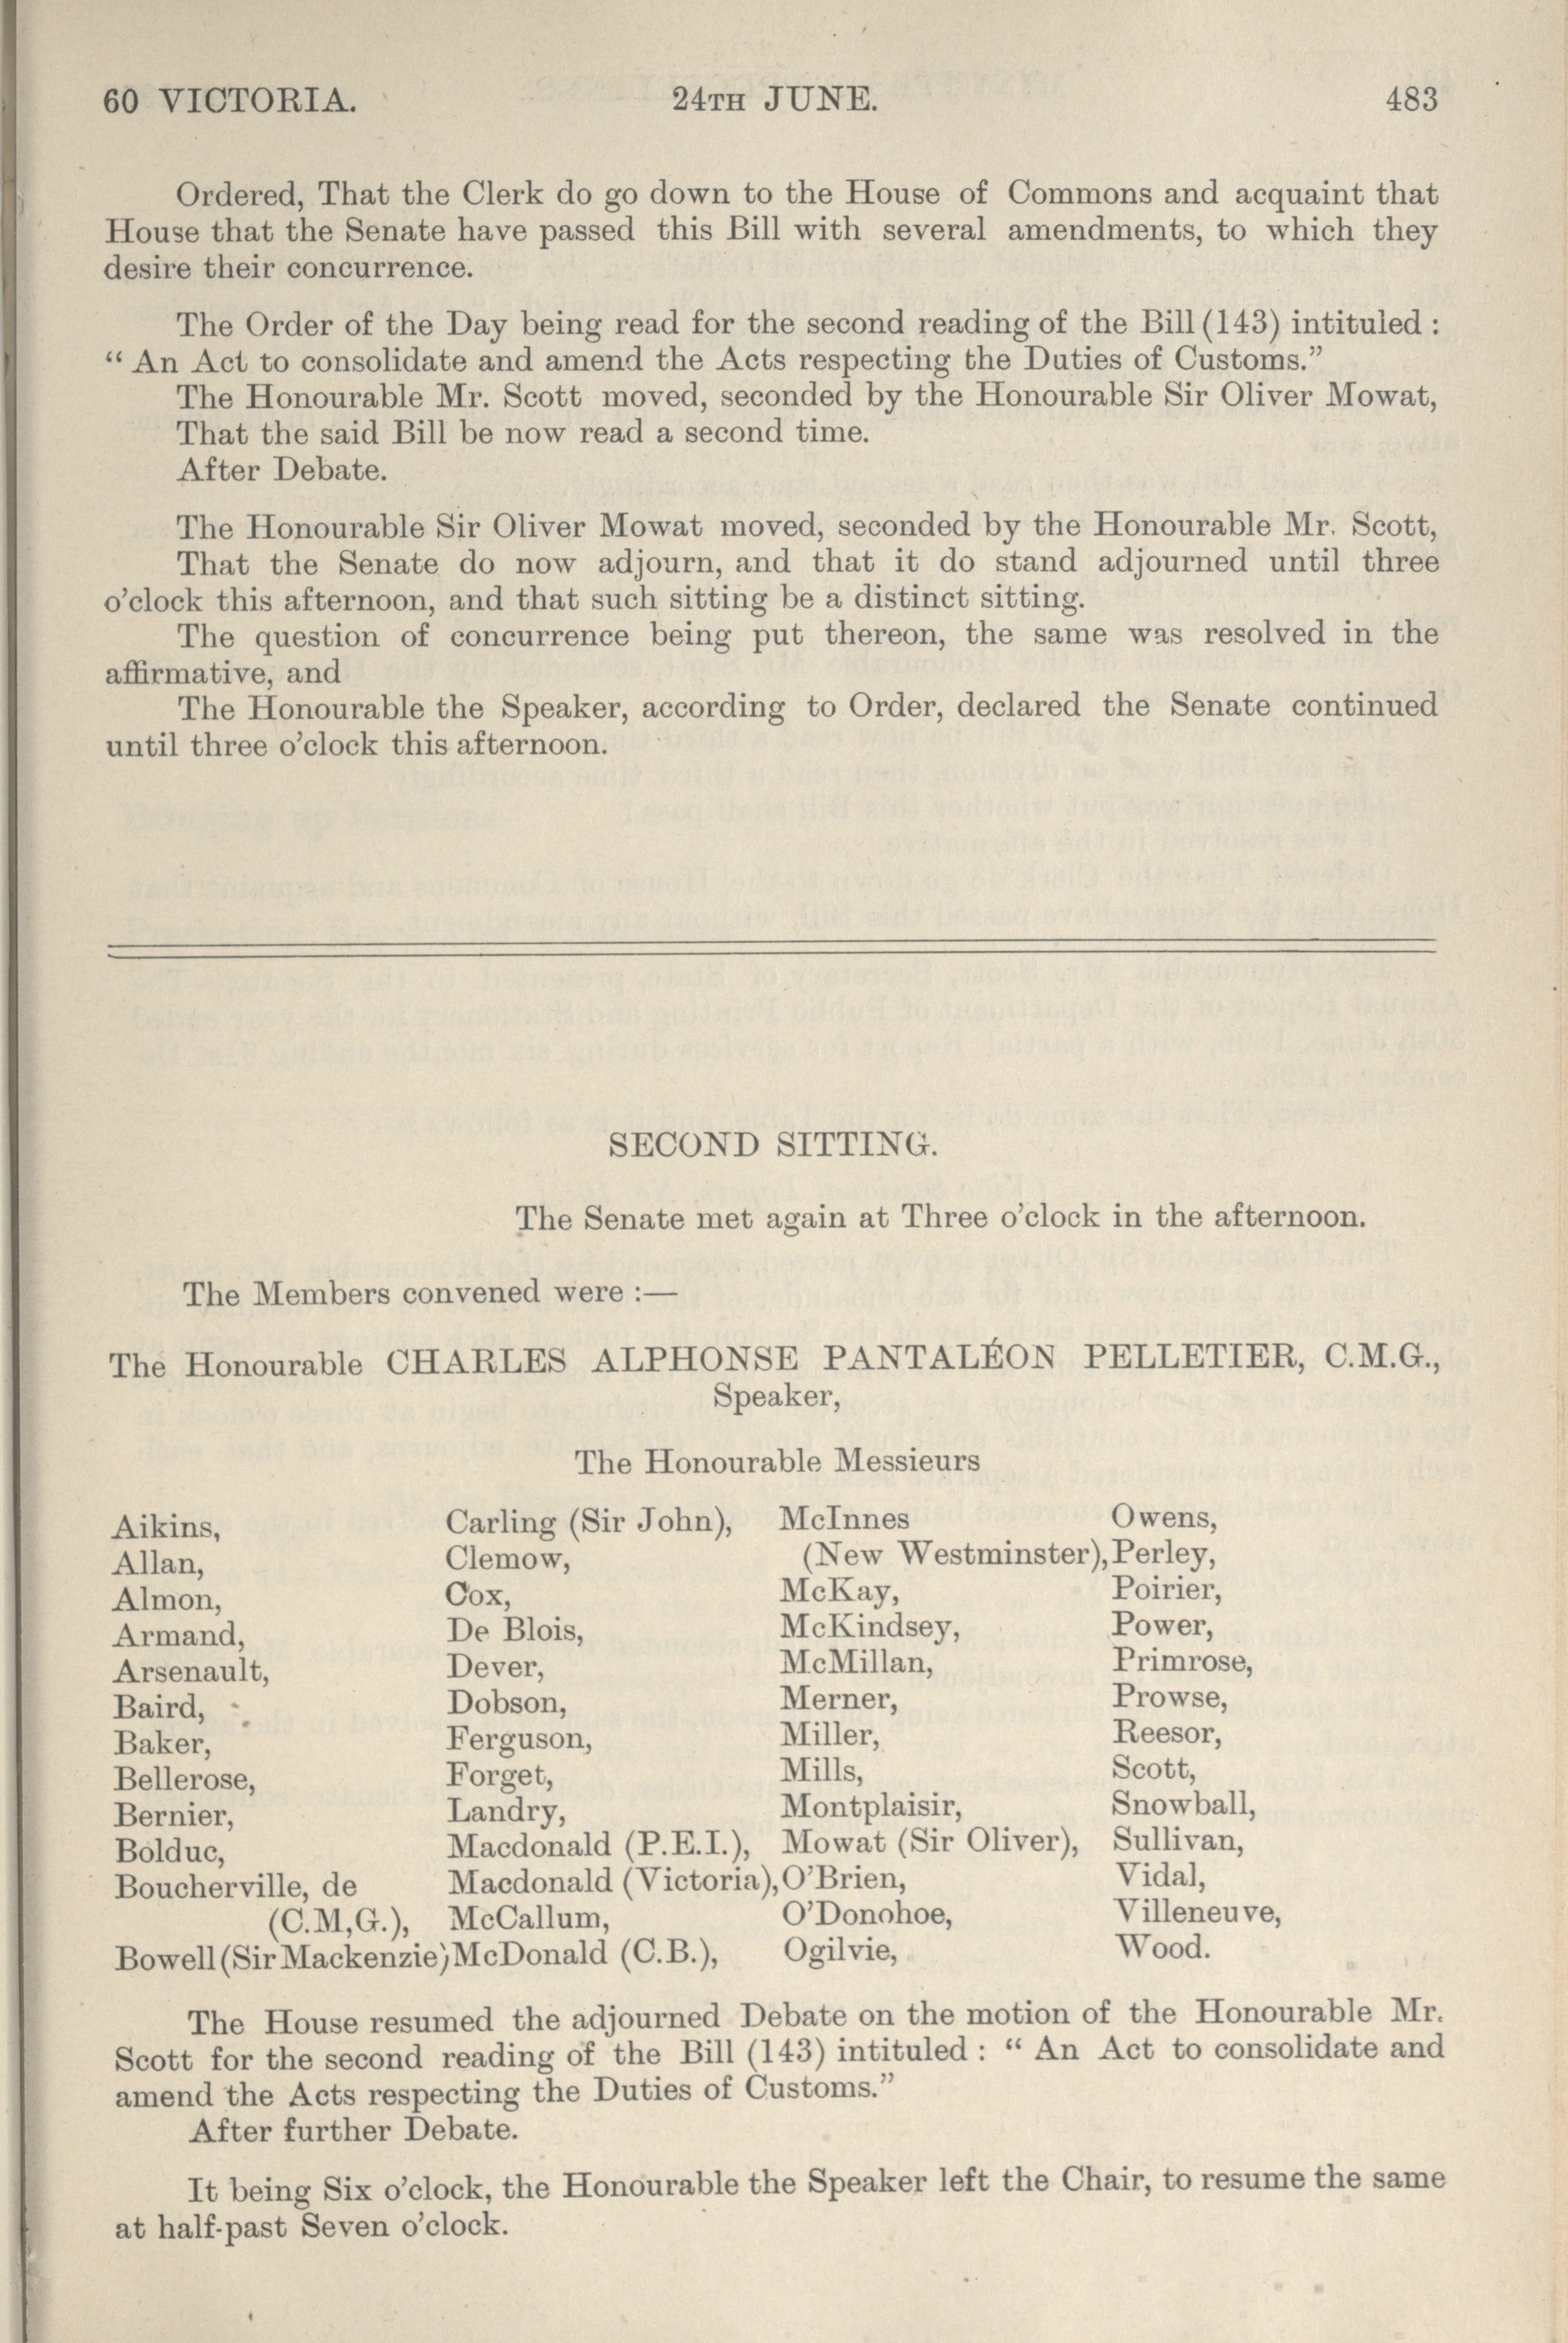 60 VICTORIA. 24TH JUNE. 483
Ordered, That the Clerk do go down to the House of Commons and acquaint that
House that the Senate have passed this Bill with several amendments, to which they
desire their concurrence.
The Order of the Day being read for the second reading of the Bill (143) intituled :
“ An Act to consolidate and amend the Acts respecting the Duties of Customs.”
The Honourable Mr. Scott moved, seconded by the Honourable Sir Oliver Mowat,
That the said Bill be now read a second time.
After Debate.
The Honourable Sir Oliver Mowat moved, seconded by the Honourable Mr. Scott,
That the Senate do now adjourn, and that it do stand adjourned until three
o’clock this afternoon, and that such sitting be a distinct sitting.
The question of concurrence being put thereon, the same was resolved in the
affirmative, and
The Honourable the Speaker, according to Order, declared the Senate continued
until three o’clock this afternoon.
SECOND SITTING.
The Senate met again at Three o’clock in the afternoon.
The Members convened were :—
The Honourable CHARLES ALPHONSE PANTALÉON PELLETIER, C.M.G.,
Speaker,
The Honourable Messieurs
Aikins,
Allan,
Almon,
Armand,
Arsenault,
Baird,
Baker,
Bellerose,
Bernier,
Bolduc,
Boucherville, de
(C.M,G.),
Bowell (Sir Mackenzie)
Carling (Sir John),
Clemow,
Cox,
De Blois,
Dever,
Dobson,
Ferguson,
Forget,
Landry,
Macdonald (P.E.I.),
Macdonald (Victoria),
McCallum,
McDonald (C.B.),
McInnes
(New Westminster),
McKay,
McKindsey,
McMillan,
Merner,
Miller,
Mills,
Montplaisir,
Mowat (Sir Oliver),
O’Brien,
O’Donohoe,
Ogilvie,
Owens,
Perley,
Poirier,
Power,
Primrose,
Prowse,
Reesor,
Scott,
Snowball,
Sullivan,
Vidal,
Villeneuve,
Wood.
The House resumed the adjourned Debate on the motion of the Honourable Mr.
Scott for the second reading of the Bill (143) intituled : “ An Act to consolidate and
amend the Acts respecting the Duties of Customs.”
After further Debate.
It being Six o’clock, the Honourable the Speaker left the Chair, to resume the same
at half-past Seven o’clock.